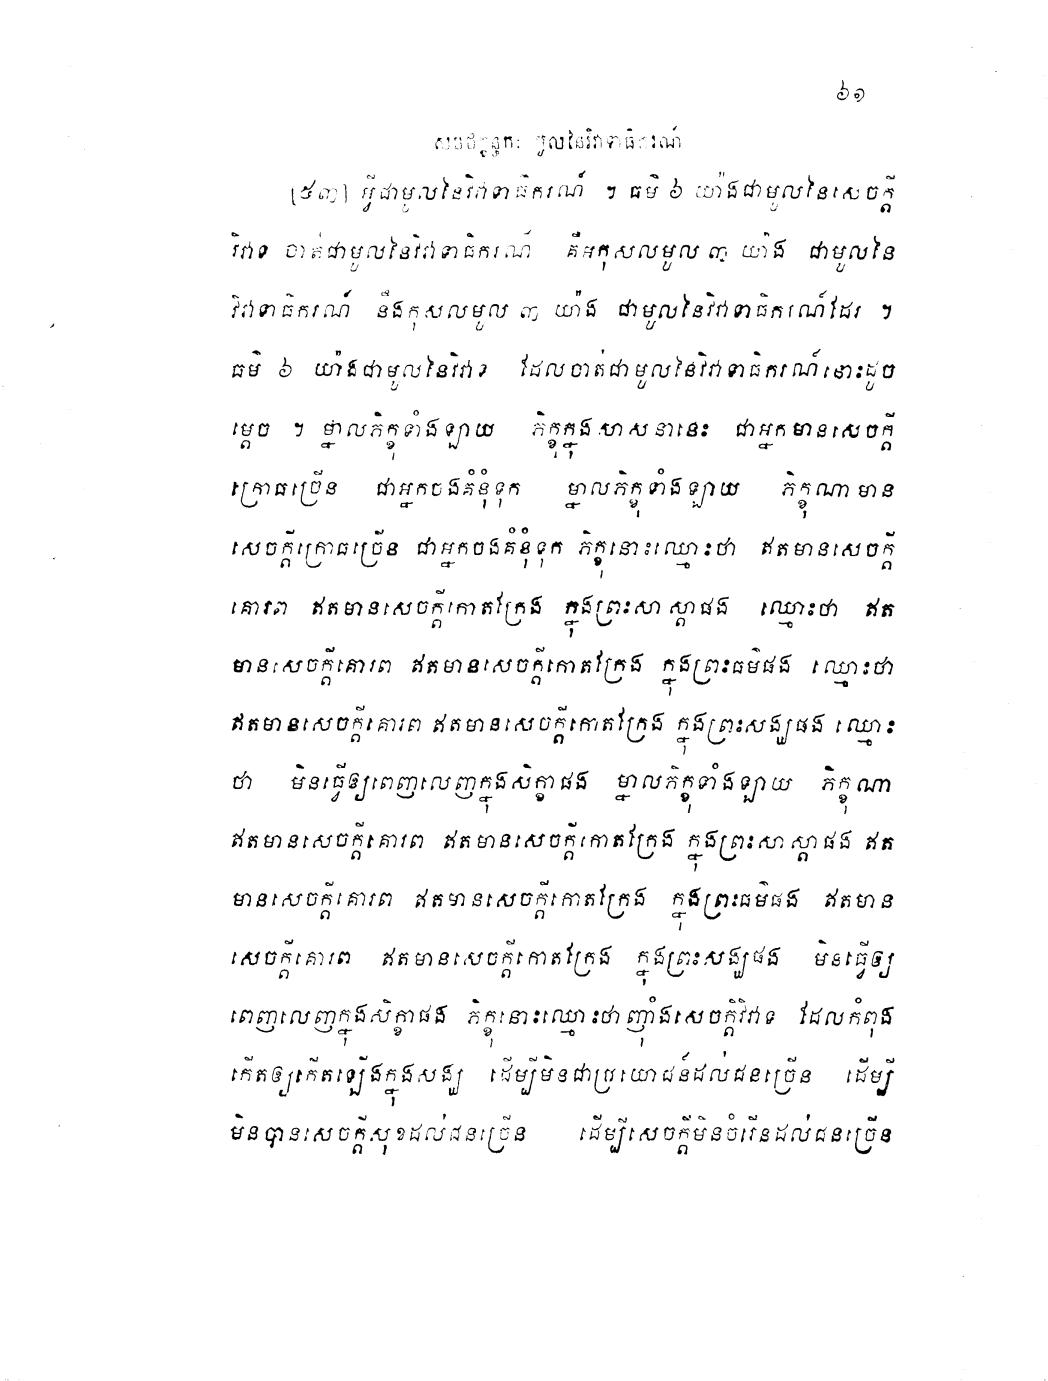 ៦១
សមថក្ខន្ធកៈ មូលនៃវិវាទាធិករណ៍
[៥៣] អ្វីជាមូលនៃវិវាទាធិករណ៍ ។ ធម៌ ៦ យ៉ាងជាមូលនៃសេចក្តី
វិវាទ ចាត់ជាមូលនៃវិវាទាធិករណ៍ គឺអកុសលមូល ៣ យ៉ាង ជាមូលនៃ
វិវាទាធិករណ៍ នឹងកុសលមូល ៣ យ៉ាង ជាមូលនៃវិវាទាធិករណ៍ដែរ ។
ធម៌ ៦ យ៉ាងជាមូលនៃវិវាទ ដែលចាត់ជាមូលនៃវិវាទាធិករណ៍នោះដូច
ម្តេច ។ ម្នាលភិក្ខុទាំងឡាយ ភិក្ខុក្នុងសាសនានេះ ជាអ្នកមានសេចក្តី
ក្រោធច្រើន ជាអ្នកចងគំនុំទុក ម្នាលភិក្ខុទាំងឡាយ ភិក្ខុណាមាន
សេចក្តីក្រោធច្រើន ជាអ្នកចងគំនុំទុក ភិក្ខុនោះឈ្មោះថា ឥតមានសេចក្តី
គោរព ឥតមានសេចក្តីកោតក្រែង ក្នុងព្រះសាស្តាផង ឈ្មោះថា ឥត
មានសេចក្តីគោរព ឥតមានសេចក្តីកោតក្រែង ក្នុងព្រះធម៌ផង ឈ្មោះថា
ឥតមានសេចក្តីគោរព ឥតមានសេចក្តីកោតក្រែង ក្នុងព្រះសង្ឃផង ឈ្មោះ
ថា មិនធ្វើឲ្យពេញលេញក្នុងសិក្ខាផង ម្នាលភិក្ខុទាំងឡាយ ភិក្ខុណា
ឥតមានសេចក្តីគោរព ឥតមានសេចក្តីកោតក្រែង ក្នុងព្រះសាស្តាផង ឥត
មានសេចក្តីគោរព ឥតមានសេចក្តីកោតក្រែង ក្នុងព្រះធម៌ផង ឥតមាន
សេចក្តីគោរព ឥតមានសេចក្តីកោតក្រែង ក្នុងព្រះសង្ឃផង មិនធ្វើឲ្យ
ពេញលេញក្នុងសិក្ខាផង ភិក្ខុនោះឈ្មោះថាញ៉ាំងសេចក្តីវិវាទ ដែលកំពុង
កើតឲ្យកើតឡើងក្នុងសង្ឃ ដើម្បីមិនជាប្រយោជន៍ដល់ជនច្រើន ដើម្បី
មិនបានសេចក្តីសុខដល់ជនច្រើន ដើម្បីសេចក្តីមិនចំរើនដល់ជនច្រើន